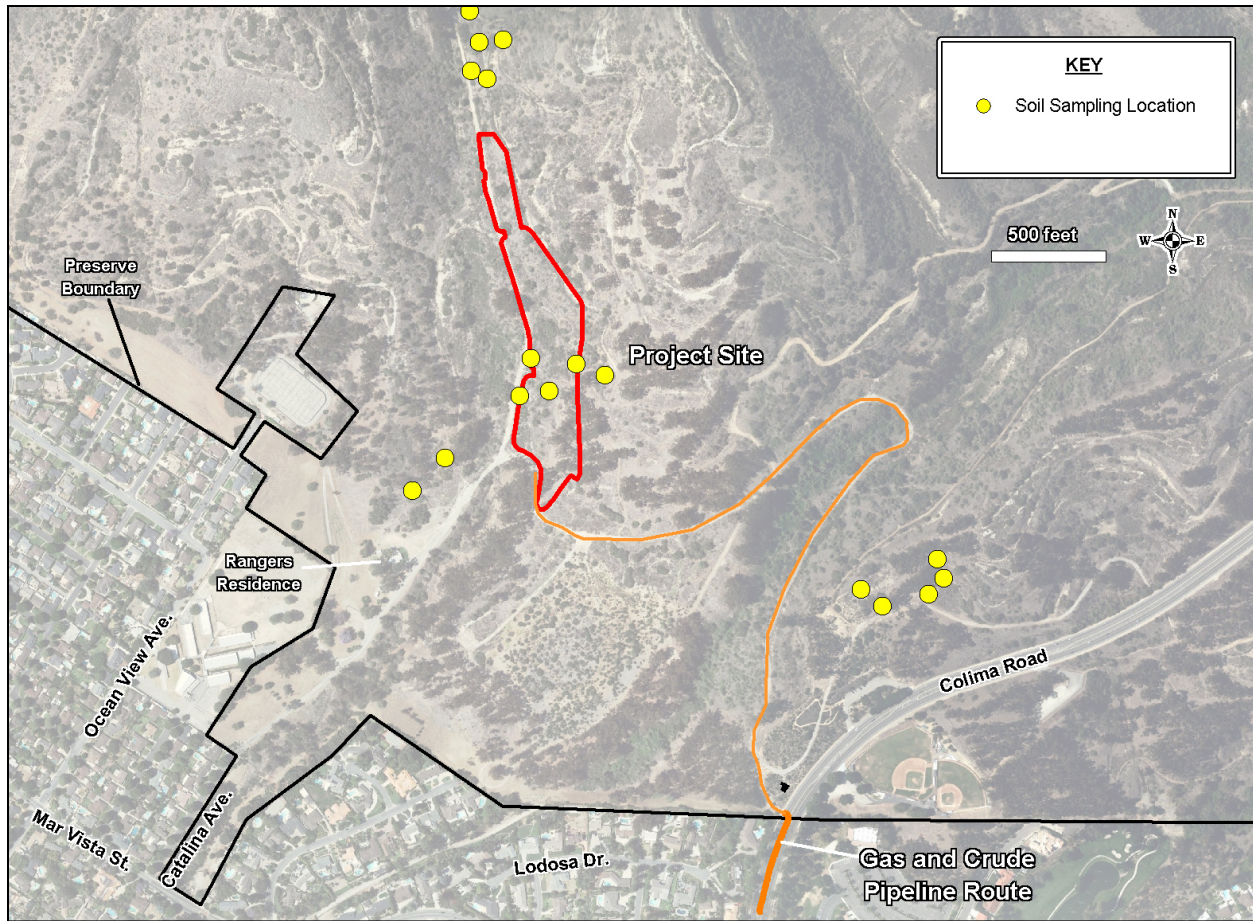 KEY
Soil Sampling Location
500 feet
N
W E
S
Preserve
Boundary
Project Site
Rangers
Residence
Ocean View Ave.
Colima Road
Mar Vista St.
Catalina Ave.
Lodosa Dr.
Gas and Crude
Pipeline Route